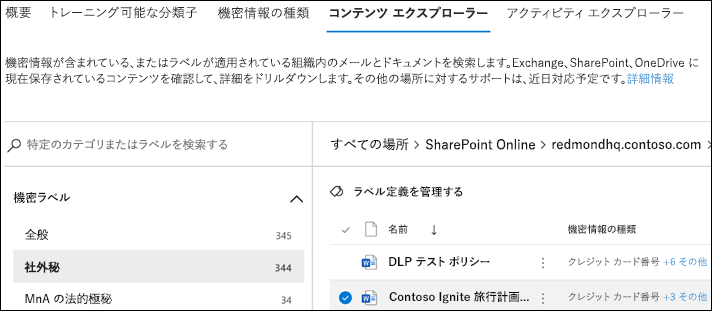 概要 トレーニング可能な分類子 機密情報の種類 コンテンツ エクスプローラー アクティビティ エクスプローラー
機密情報が含まれている、またはラベルが適用されている組織内のメールとドキュメントを検索します。Exchange、SharePoint、OneDrive に
現在保存されているコンテンツを確認して、詳細をドリルダウンします。その他の場所に対するサポートは、近日対応予定です。詳細情報
特定のカテゴリまたはラベルを検索する
すべての場所 > SharePoint Online > redmondhq.contoso.com >
機密ラベル
ラベル定義を管理する
名前 ↓ 機密情報の種類
全般 345
社外秘 344
DLP テスト ポリシー クレジット カード番号 +6 その他
MnA の法的極秘 34
Contoso Ignite 旅行計画... クレジット カード番号 +3 その他